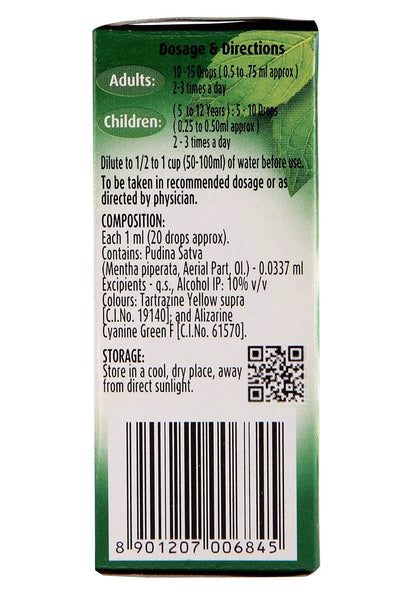 Dosage & Directions
Adults:
10-15 Drops ( 0.5 to .75 ml approx )
2-3 times a day
Children:
( 5 to 12 Years ) : 5 - 10 Drops
( 0.25 to 0.50ml approx )
2 - 3 times a day
Dilute to 1/2 to 1 cup (50-100ml) of water before use.
To be taken in recommended dosage or as
directed by physician.
COMPOSITION:
Each 1 ml (20 drops approx).
Contains: Pudina Satva
(Mentha piperata, Aerial Part, Ol.) - 0.0337 ml
Excipients - q.s., Alcohol IP: 10% v/v
Colours: Tartrazine Yellow supra
[C.I.No. 19140]; and Alizarine
Cyanine Green F [C.I.No. 61570].
STORAGE:
Store in a cool, dry place, away
from direct sunlight.
8 901207 006845